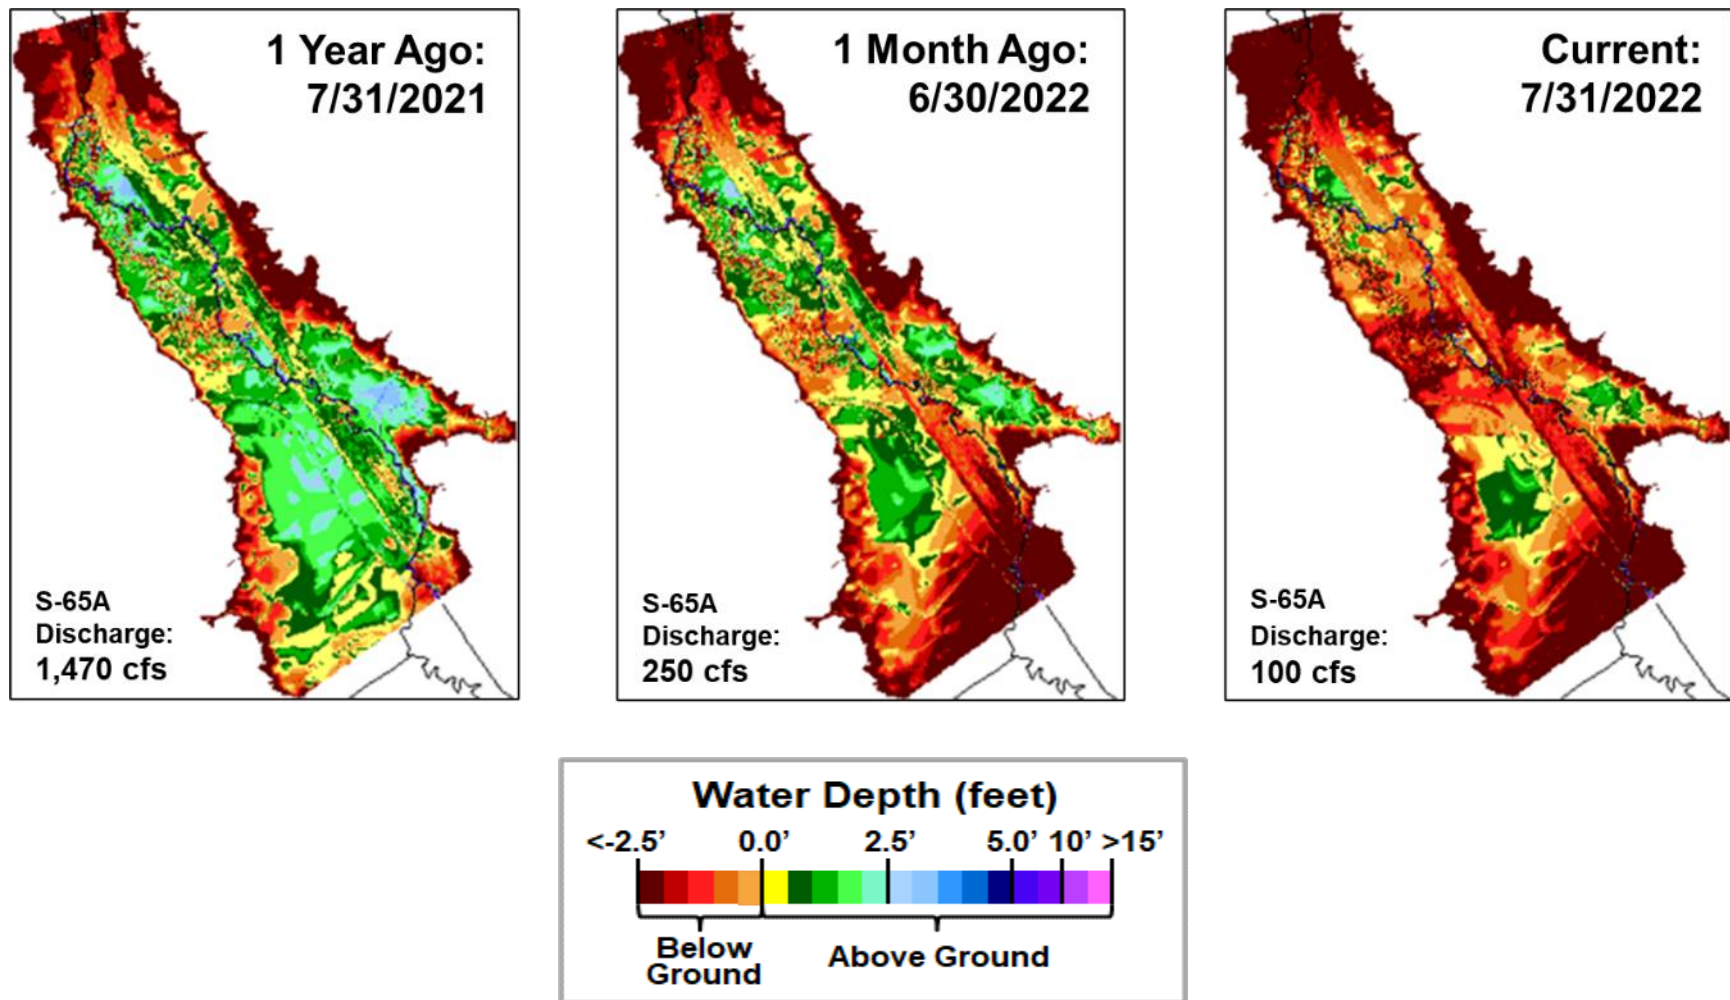 1 Year Ago:
7/31/2021
S-65A
Discharge:
1,470 cfs
1 Month Ago:
6/30/2022
S-65A
Discharge:
250 cfs
Current:
7/31/2022
S-65A
Discharge:
100 cfs
Water Depth (feet)
<-2.5’ 0.0’ 2.5’ 5.0’ 10’ >15’
Below
Ground
Above Ground